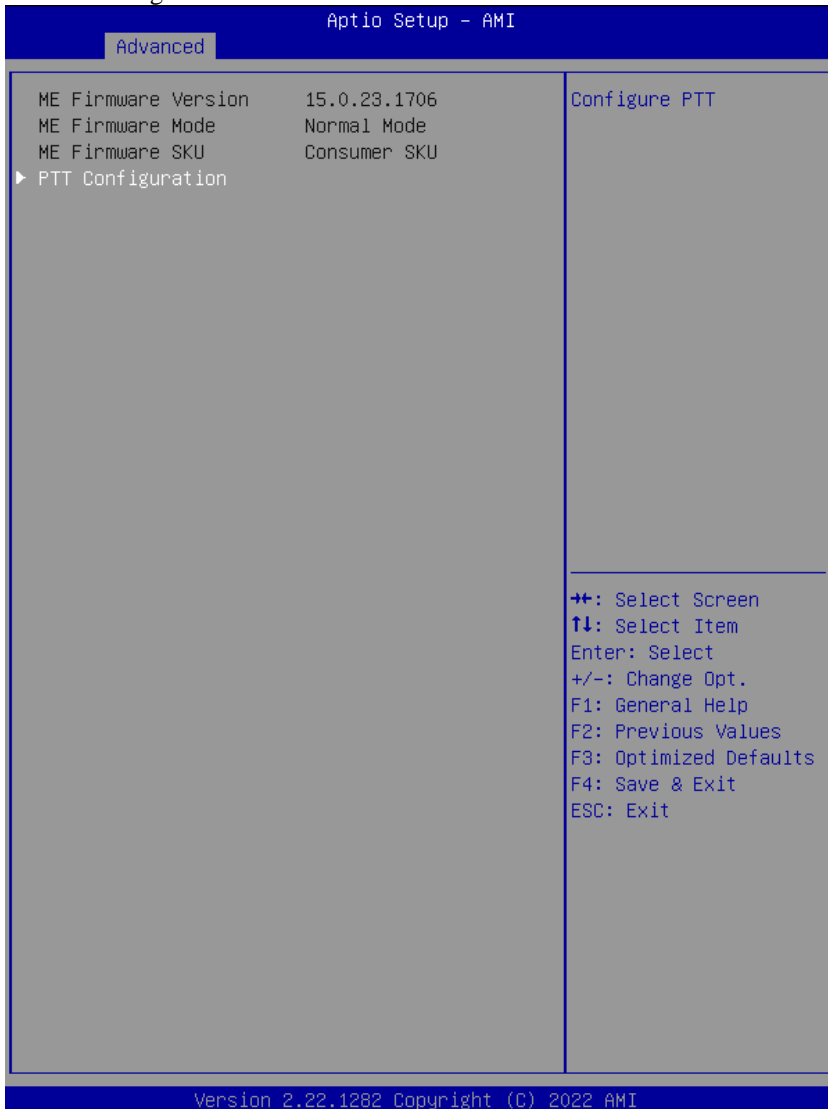 Aptio Setup – AMI
Advanced
ME Firmware Version 15.0.23.1706
ME Firmware Mode Normal Mode
ME Firmware SKU Consumer SKU
▶ PTT Configuration
Configure PTT
→←: Select Screen
↑↓: Select Item
Enter: Select
+/-: Change Opt.
F1: General Help
F2: Previous Values
F3: Optimized Defaults
F4: Save & Exit
ESC: Exit
Version 2.22.1282 Copyright (C) 2022 AMI